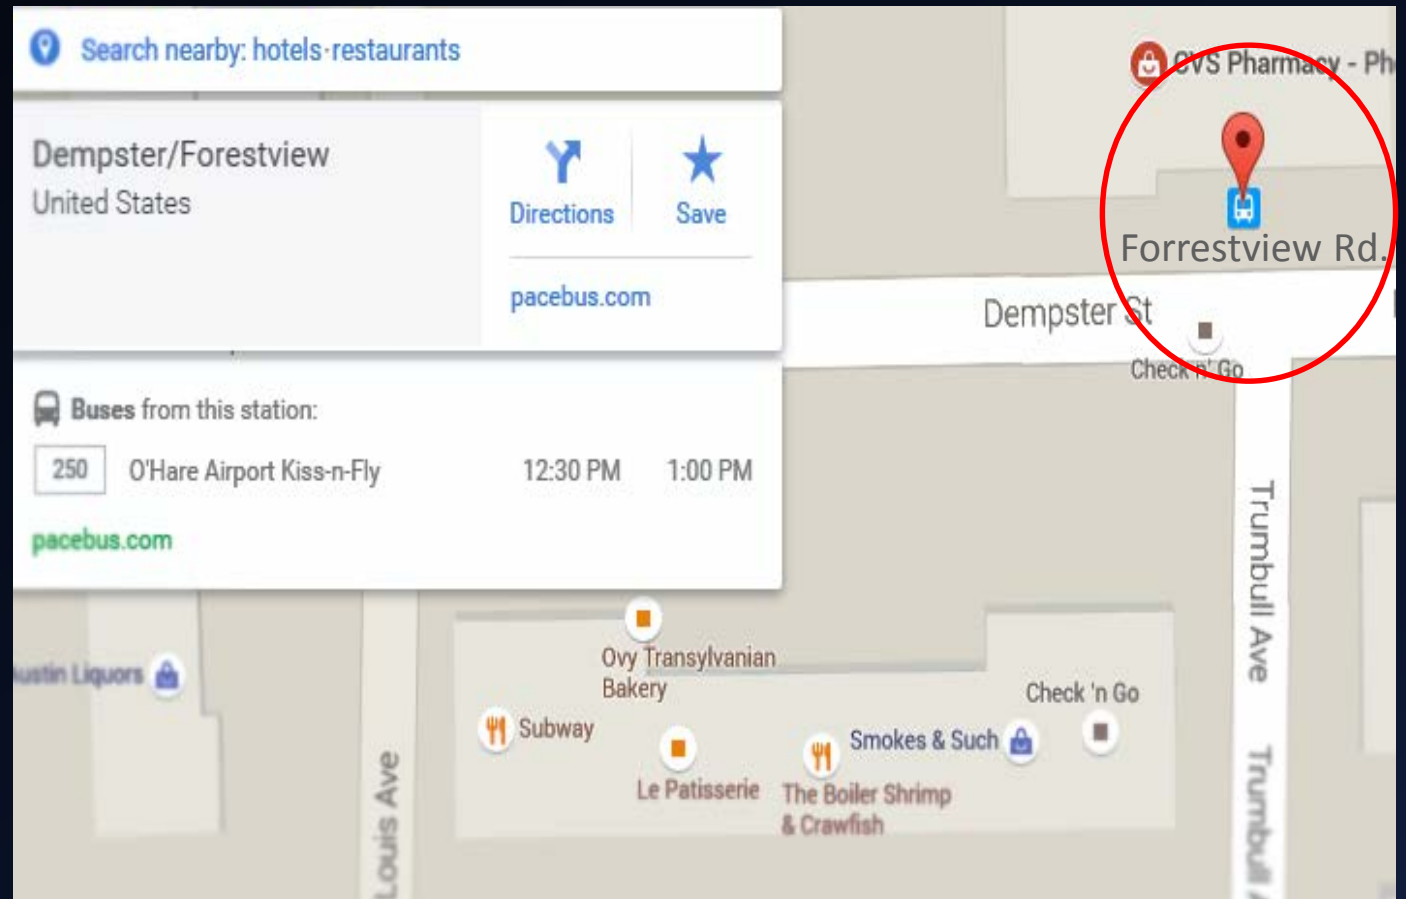 Search nearby: hotels·restaurants
Dempster/Forestview
United States
Directions
Save
pacebus.com
Buses from this station:
250 O'Hare Airport Kiss-n-Fly 12:30 PM 1:00 PM
pacebus.com
CVS Pharmacy -
Forrestview Rd.
Dempster St
Check n' Go
Trumbull Ave
Ovy Transylvanian
Bakery
Liquors
Check 'n Go
Subway
Smokes & Such
Le Patisserie
The Boiler Shrimp
& Crawfish
Louis Ave
Trumbull